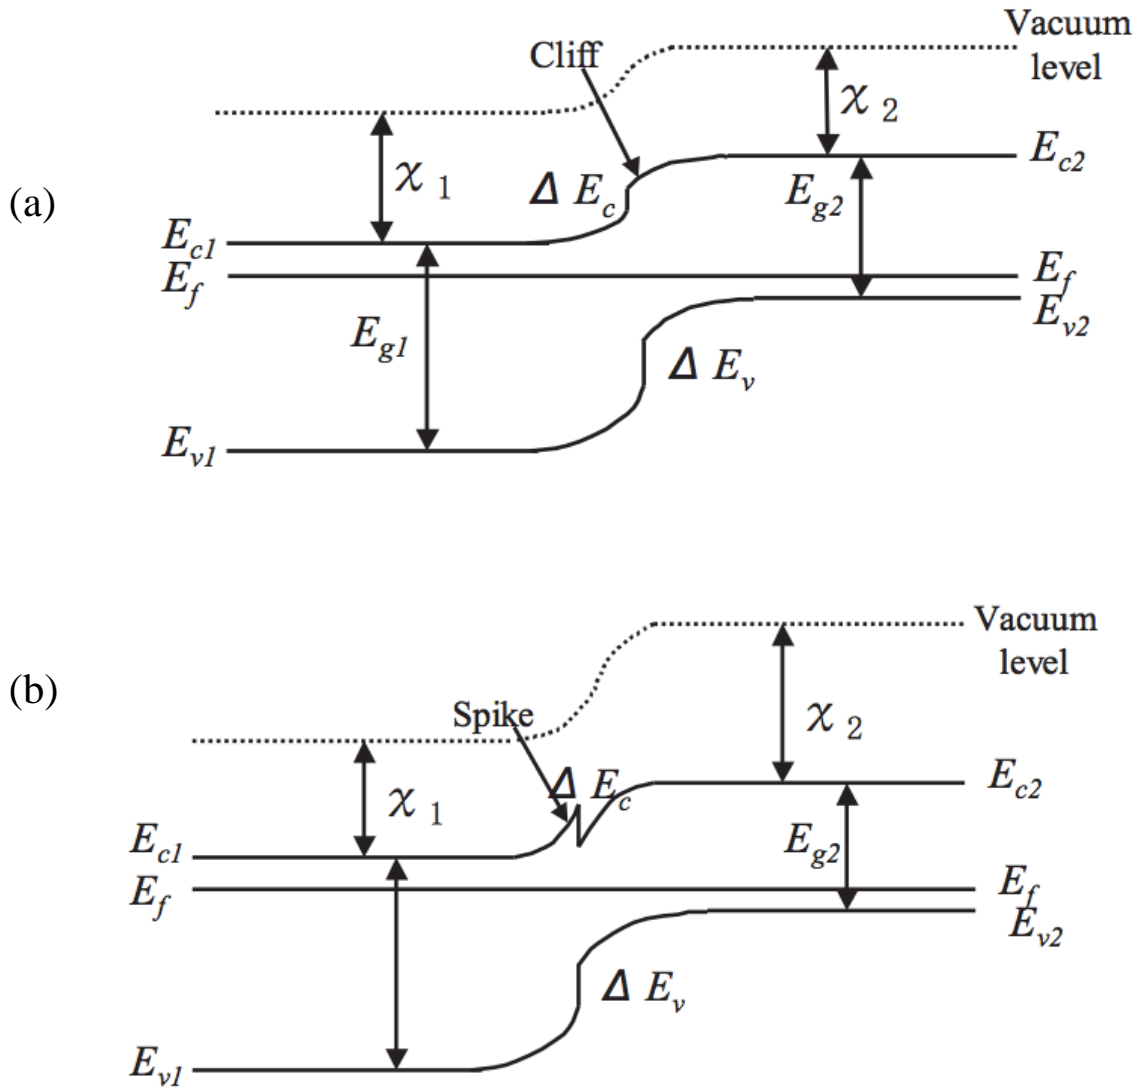 Vacuum
level
Cliff
χ 2
(a)
χ 1
Δ Ec
Ec2
Eg2
Ec1
Ef
Ef
Ev2
Eg1
Δ Ev
Ev1
Vacuum
level
(b)
Spike
χ 2
χ 1
Δ Ec
Ec2
Ec1
Eg2
Ef
Ef
Ev2
Δ Ev
Ev1